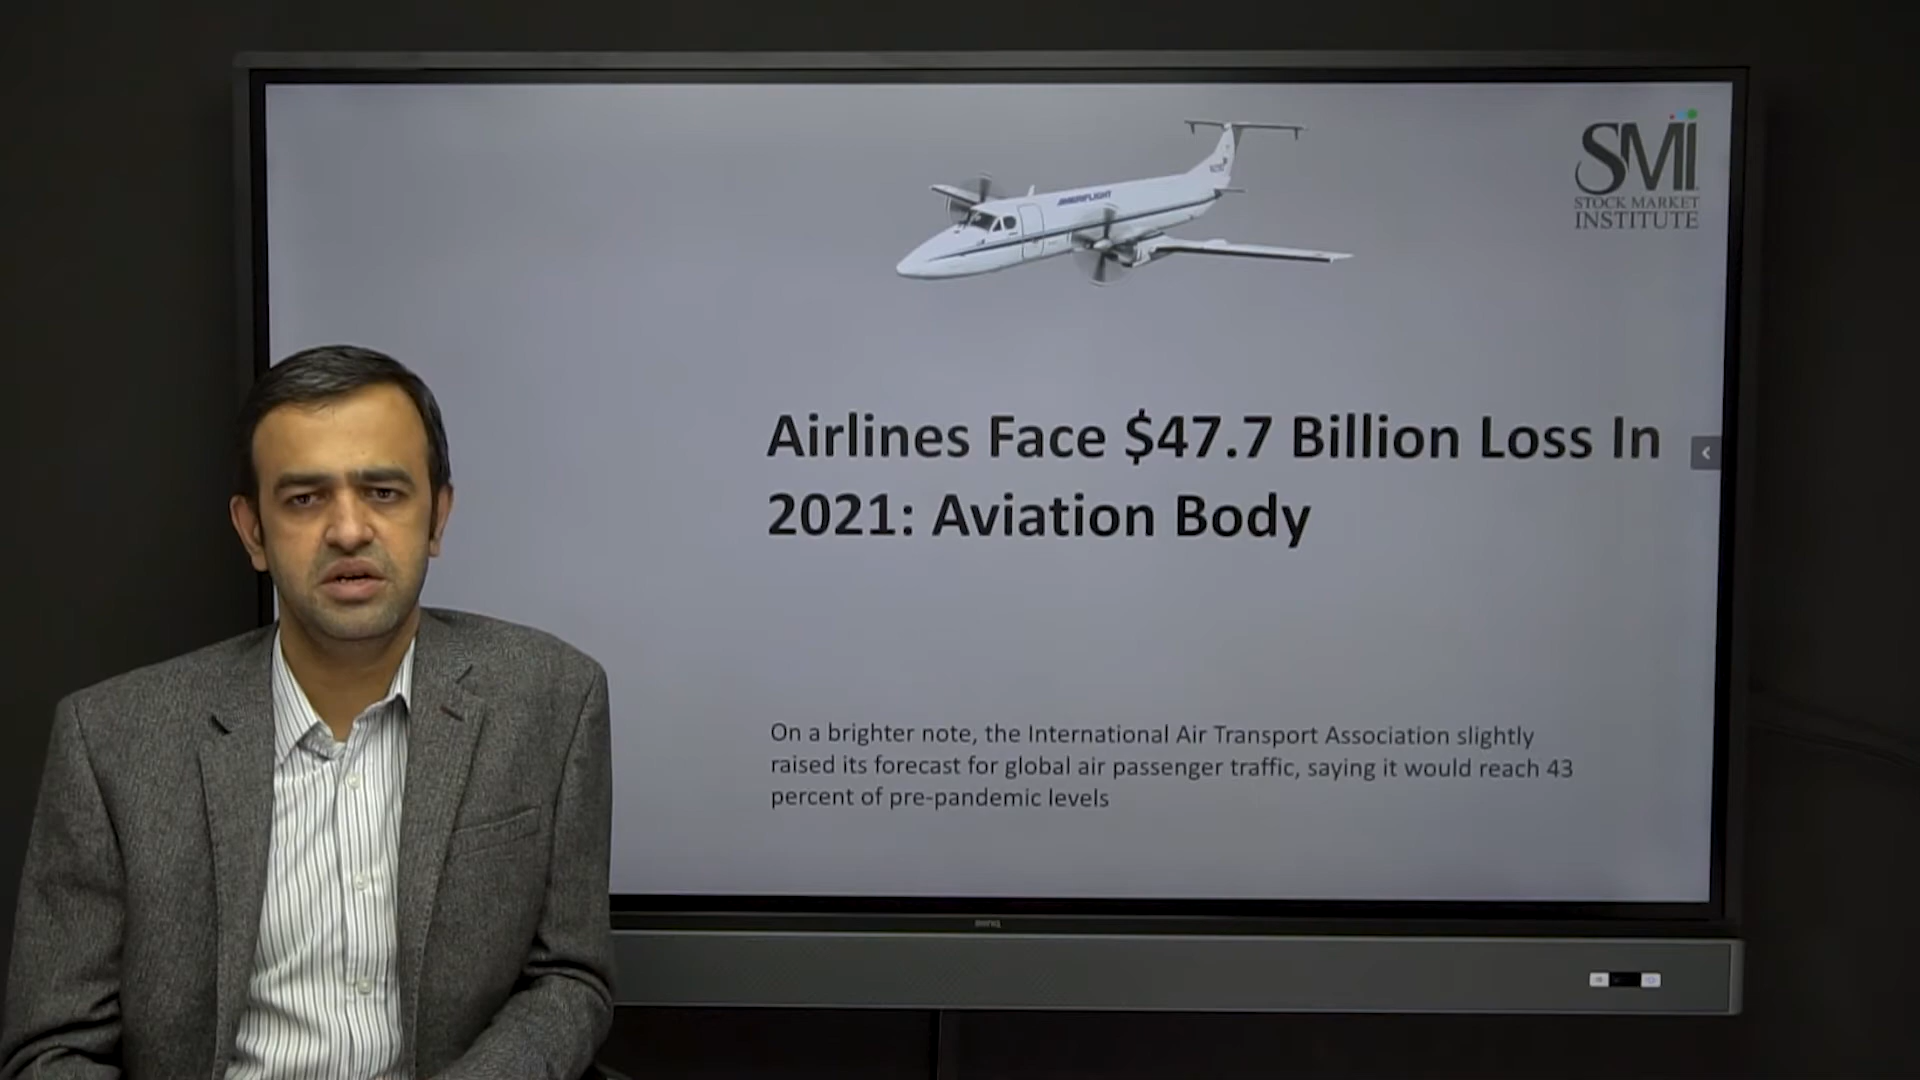 AMERIFLIGHT
SMI
STOCK MARKET
INSTITUTE
Airlines Face $47.7 Billion Loss In
2021: Aviation Body
On a brighter note, the International Air Transport Association slightly
raised its forecast for global air passenger traffic, saying it would reach 43
percent of pre-pandemic levels
BenQ